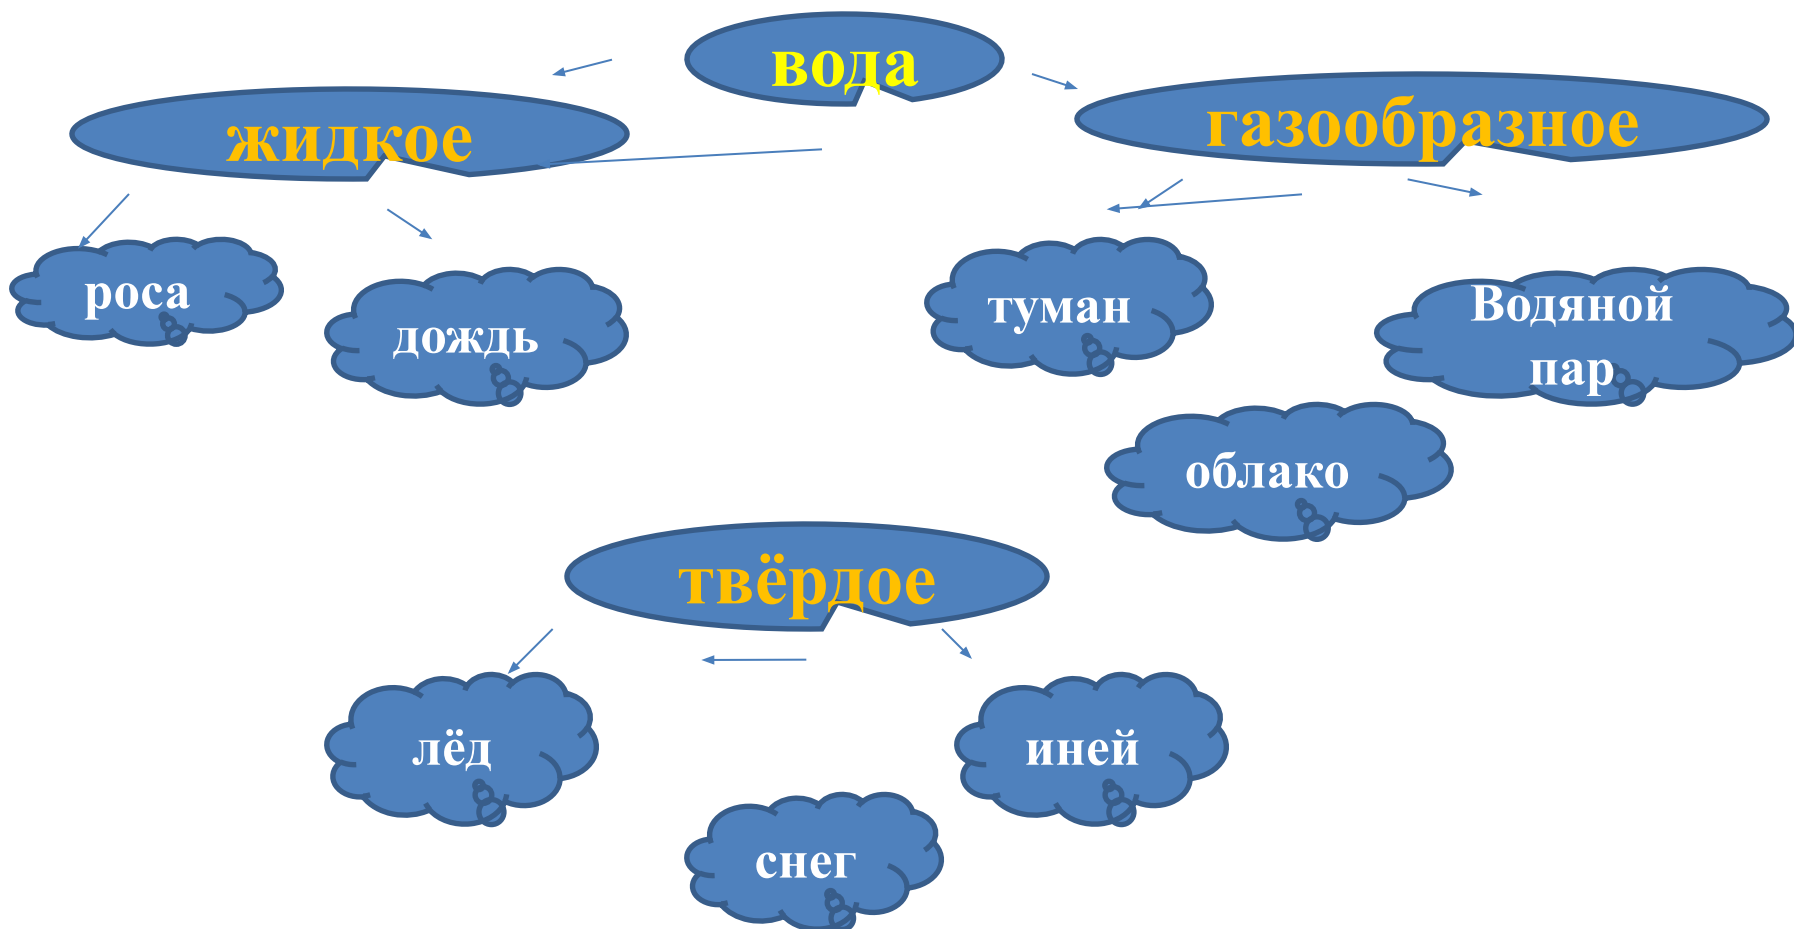 вода
жидкое
газообразное
роса
дождь
туман
Водяной
пар
облако
твёрдое
лёд
иней
снег